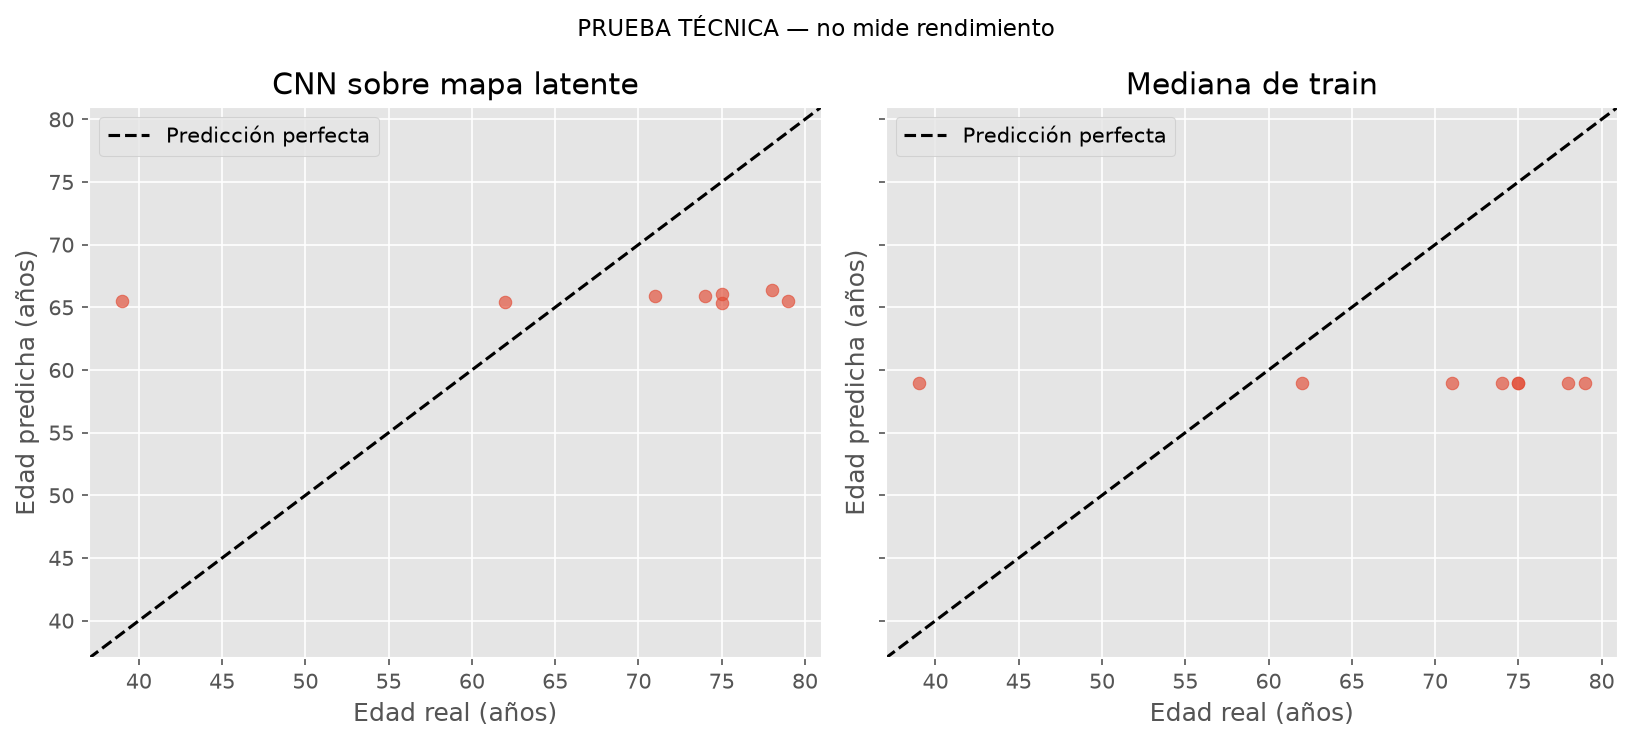 PRUEBA TÉCNICA — no mide rendimiento
CNN sobre mapa latente
Predicción perfecta
80
75
70
65
60
55
50
45
40
Edad predicha (años)
40 45 50 55 60 65 70 75 80
Edad real (años)
Mediana de train
Predicción perfecta
Edad predicha (años)
40 45 50 55 60 65 70 75 80
Edad real (años)